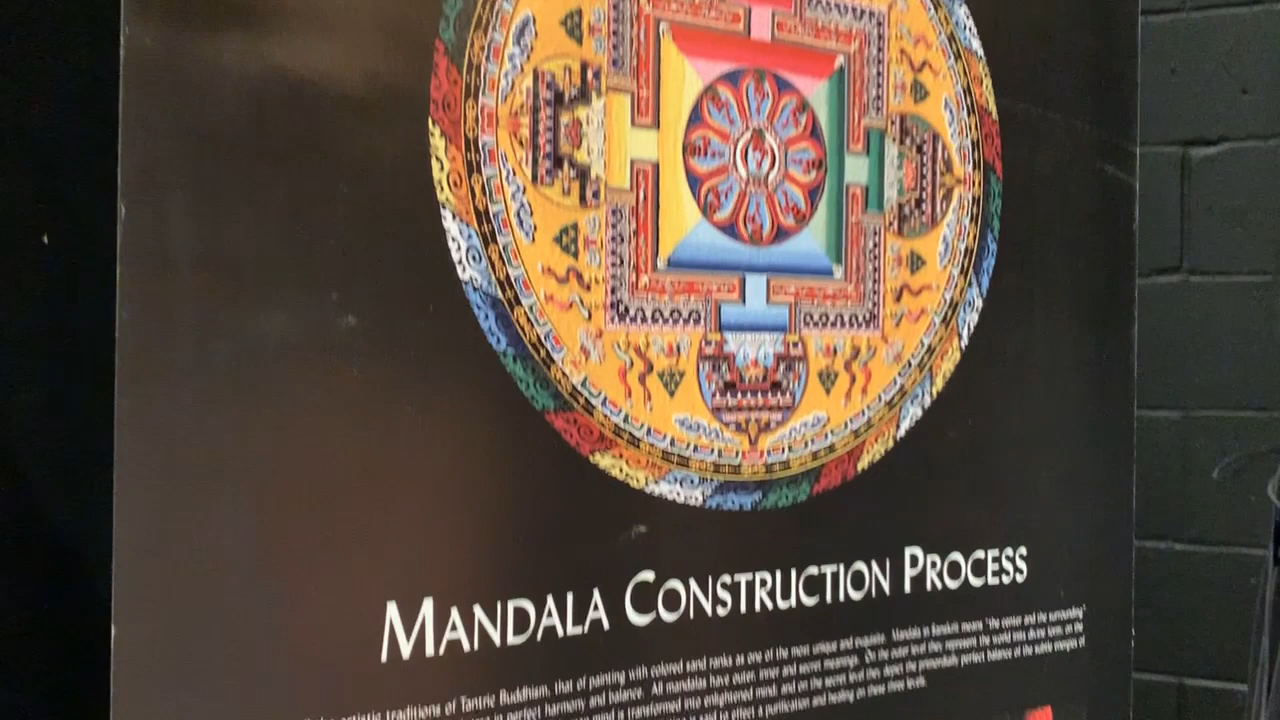 MANDALA CONSTRUCTION PROCESS
artistic traditions of Tantric Buddhism, that of painting with colored sand ranks as one of the most unique and exquisite. Mandala in Sanskrit means "the center and the surrounding"
in perfect harmony and balance. All mandalas have outer, inner and secret meanings. On the outer level they represent the world in its divine form; on the
mind is transformed into enlightened mind; and on the secret level they depict the primordially perfect balance of the subtle energies of
is said to effect a purification and healing on these three levels.